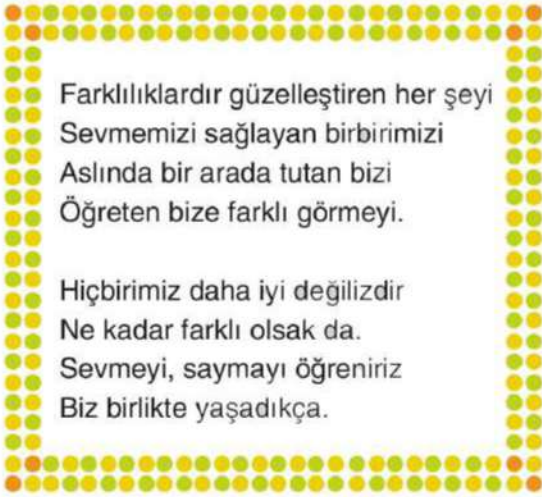 Farklılıklardır güzelleştiren her şeyi
Sevmemizi sağlayan birbirimizi
Aslında bir arada tutan bizi
Öğreten bize farklı görmeyi.

Hiçbirimiz daha iyi değilizdir
Ne kadar farklı olsak da.
Sevmeyi, saymayı öğreniriz
Biz birlikte yaşadıkça.